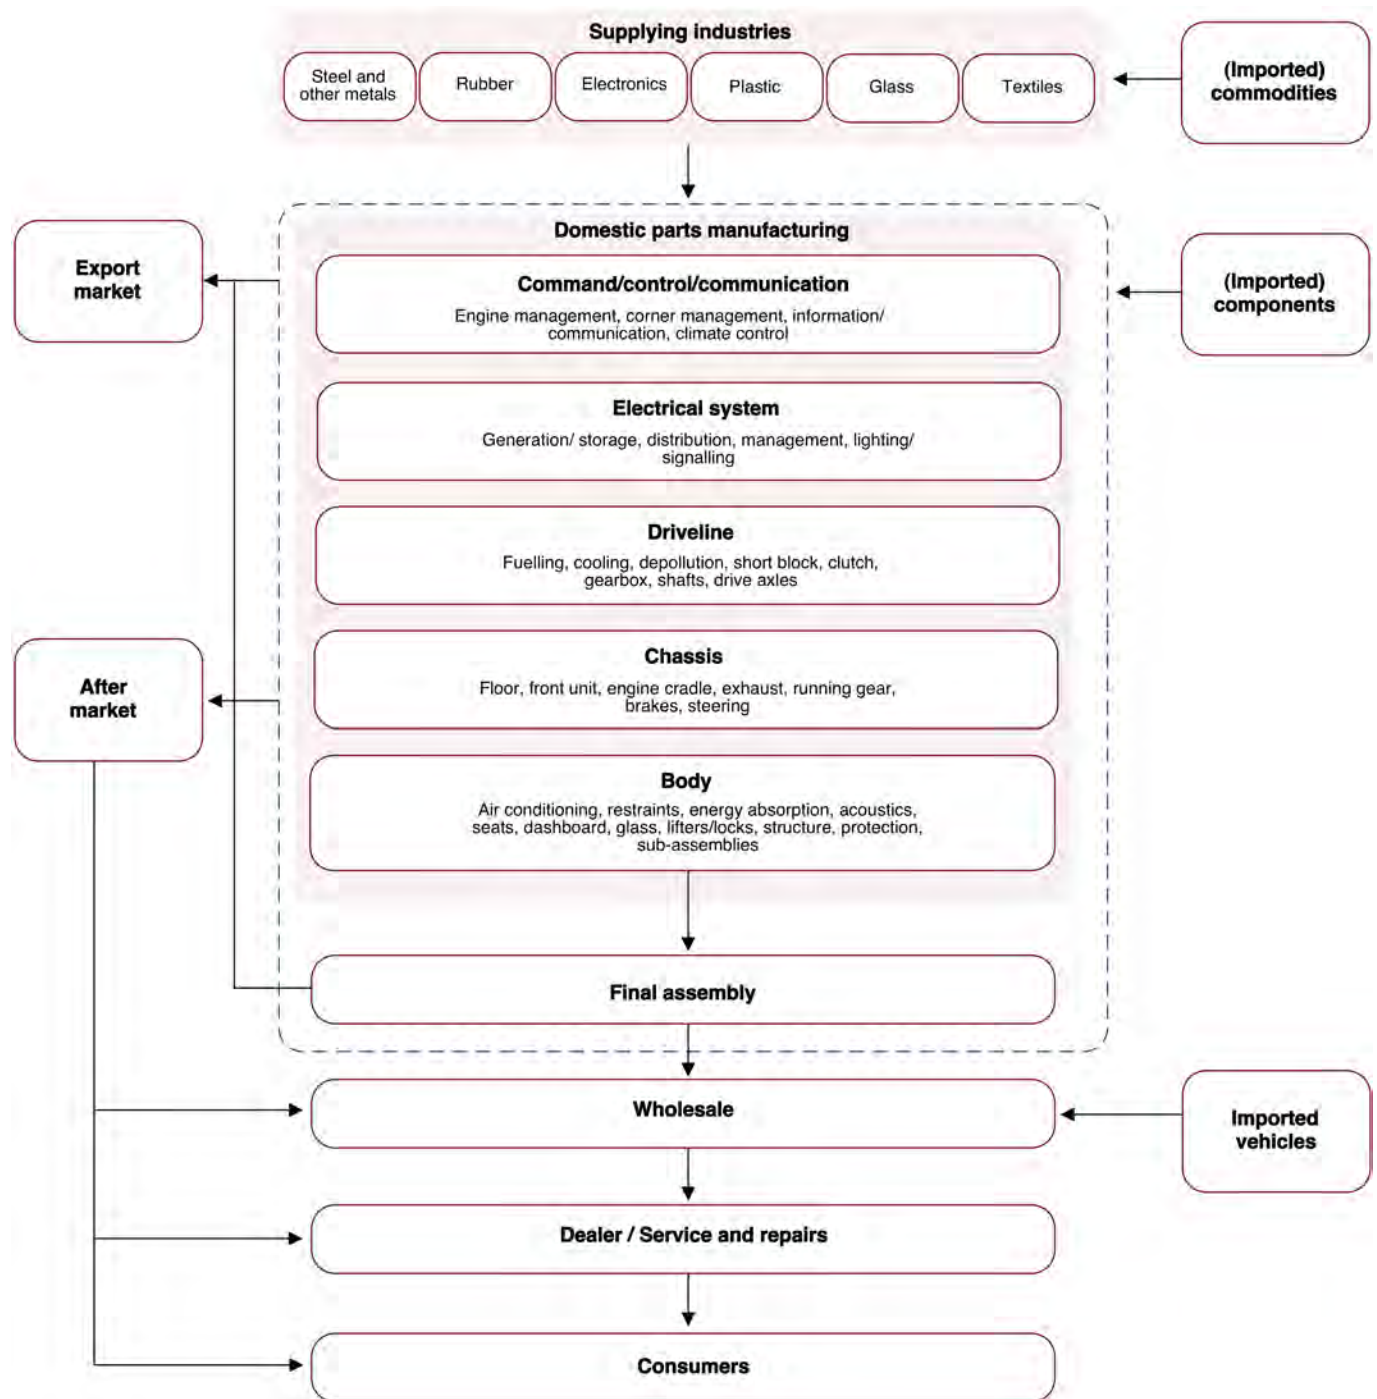 Supplying industries
Steel and
other metals
Rubber
Electronics
Plastic
Glass
Textiles
(Imported)
commodities
Domestic parts manufacturing
Export
market
Command/control/communication
Engine management, corner management, information/
communication, climate control
(Imported)
components
Electrical system
Generation/ storage, distribution, management, lighting/
signalling
Driveline
Fuelling, cooling, depollution, short block, clutch,
gearbox, shafts, drive axles
After
market
Chassis
Floor, front unit, engine cradle, exhaust, running gear,
brakes, steering
Body
Air conditioning, restraints, energy absorption, acoustics,
seats, dashboard, glass, lifters/locks, structure, protection,
sub-assemblies
Final assembly
Wholesale
Imported
vehicles
Dealer / Service and repairs
Consumers